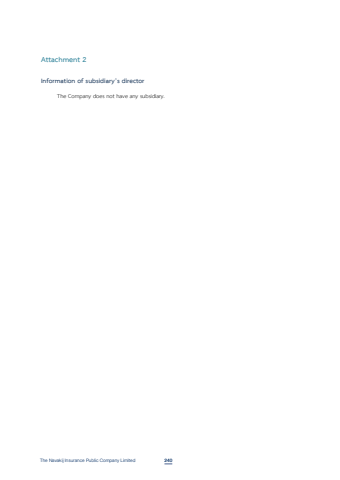 Attachment 2
Information of subsidiary's director
The Company does not have any subsidiary.
The Navakij Insurance Public Company Limited 240